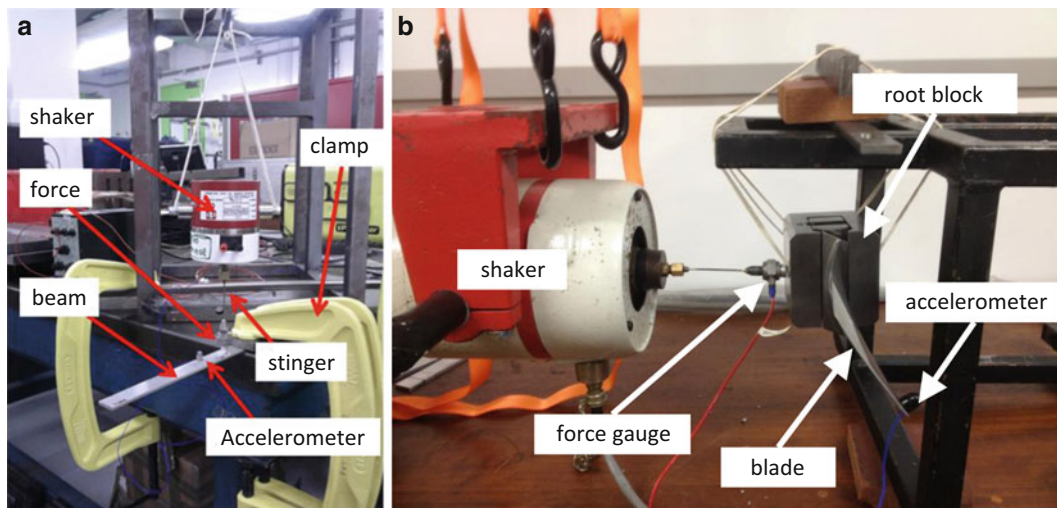 a
shaker
clamp
force
beam
stinger
Accelerometer
b
root block
shaker
accelerometer
force gauge
blade